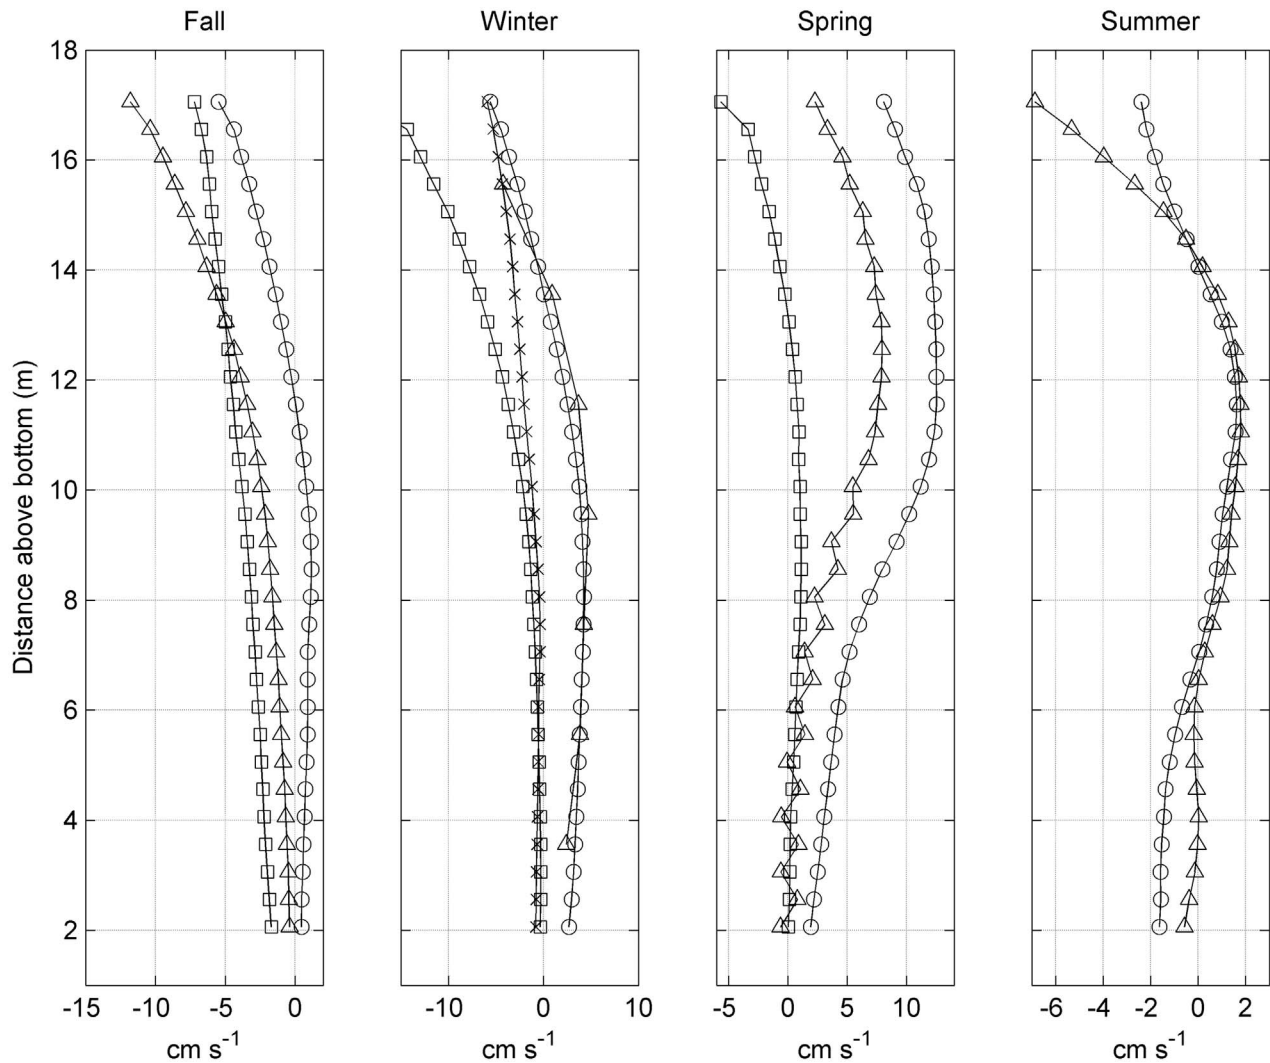 Fall Winter Spring Summer
18
16
14
12
10
8
6
4
2
Distance above bottom (m)
-15 -10 -5 0 -10 0 10 -5 0 5 10 -6 -4 -2 0 2
cm s⁻¹ cm s⁻¹ cm s⁻¹ cm s⁻¹